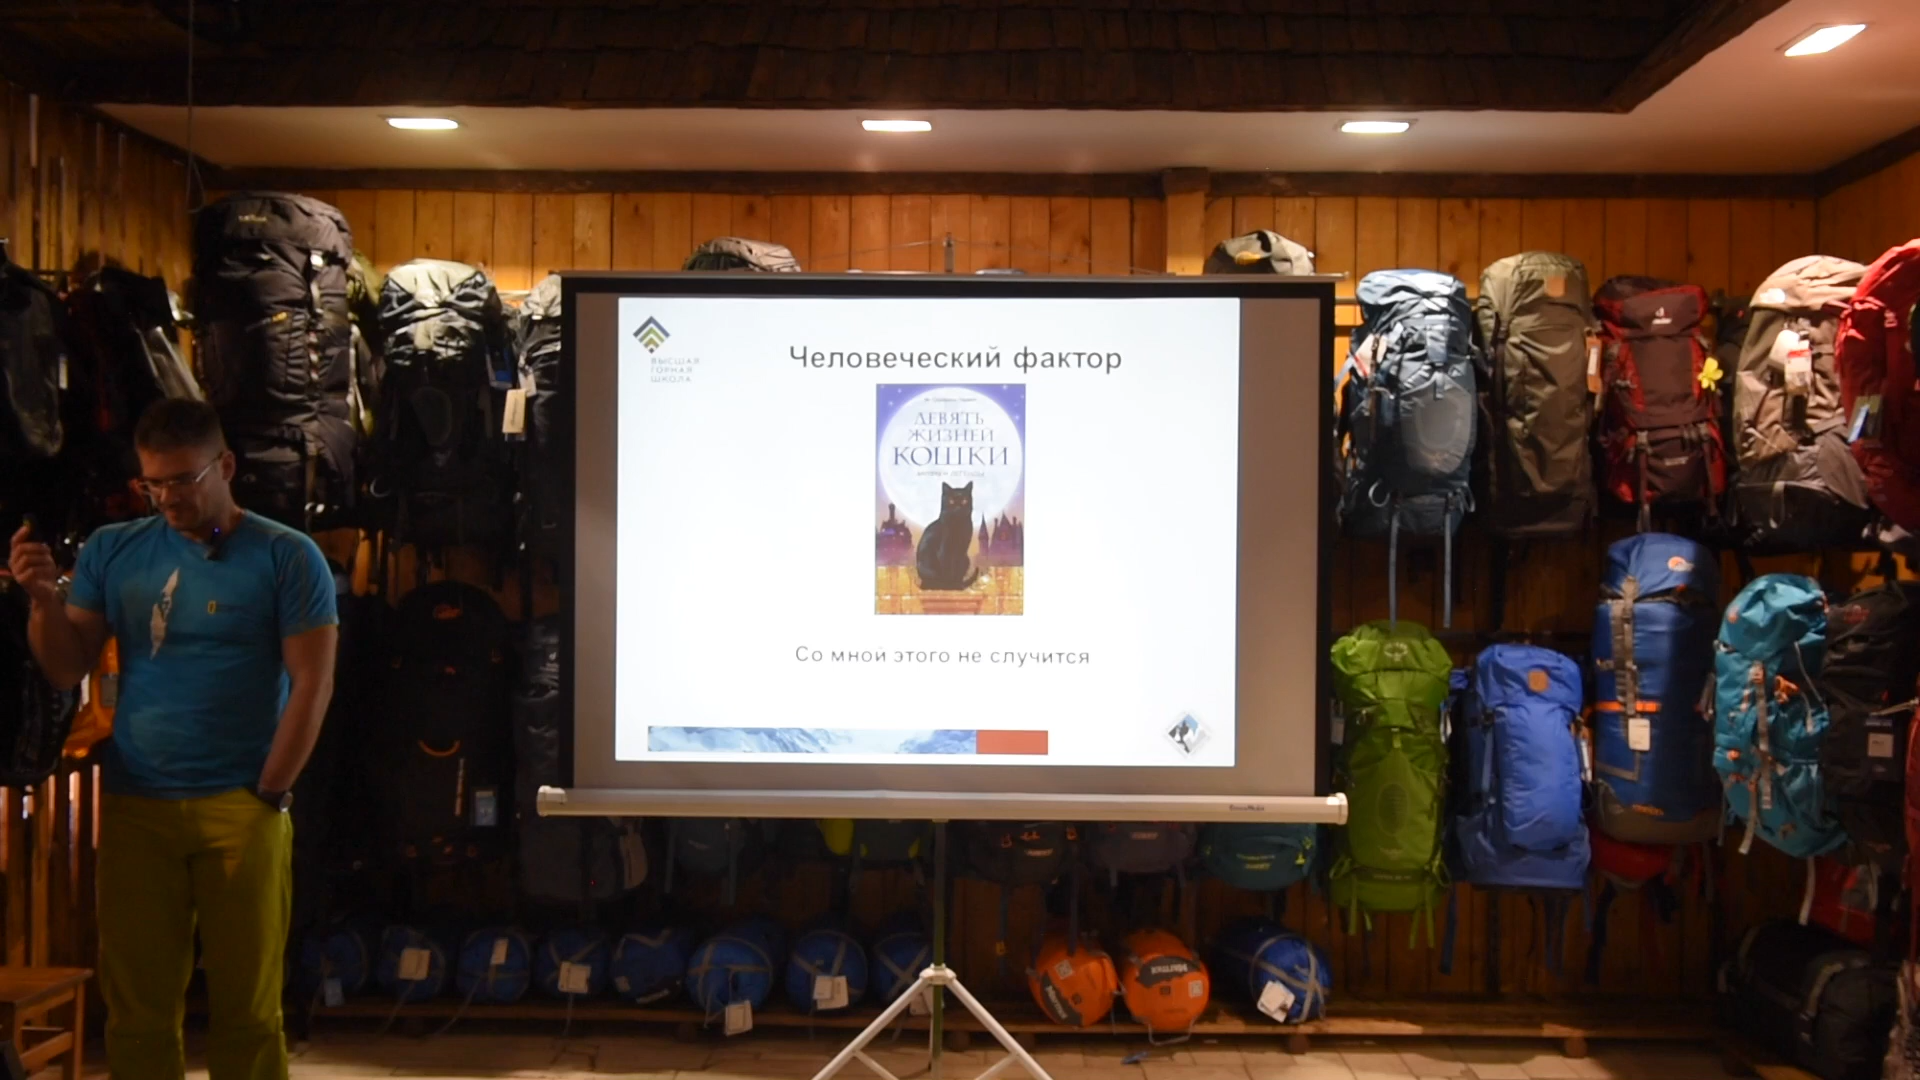 ВЫСШАЯ
ГОРНАЯ
ШКОЛА
Человеческий фактор
ДЕВЯТЬ
ЖИЗНЕЙ
КОШКИ
Со мной этого не случится